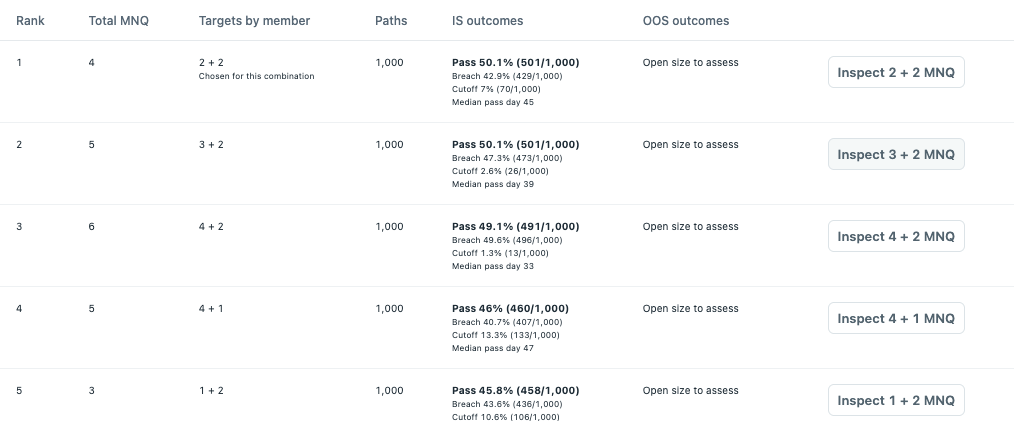 Rank Total MNQ Targets by member Paths IS outcomes OOS outcomes
1 4 2 + 2 1,000 Pass 50.1% (501/1,000) Open size to assess Inspect 2 + 2 MNQ
Chosen for this combination Breach 42.9% (429/1,000)
Cutoff 7% (70/1,000)
Median pass day 45
2 5 3 + 2 1,000 Pass 50.1% (501/1,000) Open size to assess Inspect 3 + 2 MNQ
Breach 47.3% (473/1,000)
Cutoff 2.6% (26/1,000)
Median pass day 39
3 6 4 + 2 1,000 Pass 49.1% (491/1,000) Open size to assess Inspect 4 + 2 MNQ
Breach 49.6% (496/1,000)
Cutoff 1.3% (13/1,000)
Median pass day 33
4 5 4 + 1 1,000 Pass 46% (460/1,000) Open size to assess Inspect 4 + 1 MNQ
Breach 40.7% (407/1,000)
Cutoff 13.3% (133/1,000)
Median pass day 47
5 3 1 + 2 1,000 Pass 45.8% (458/1,000) Open size to assess Inspect 1 + 2 MNQ
Breach 43.6% (436/1,000)
Cutoff 10.6% (106/1,000)